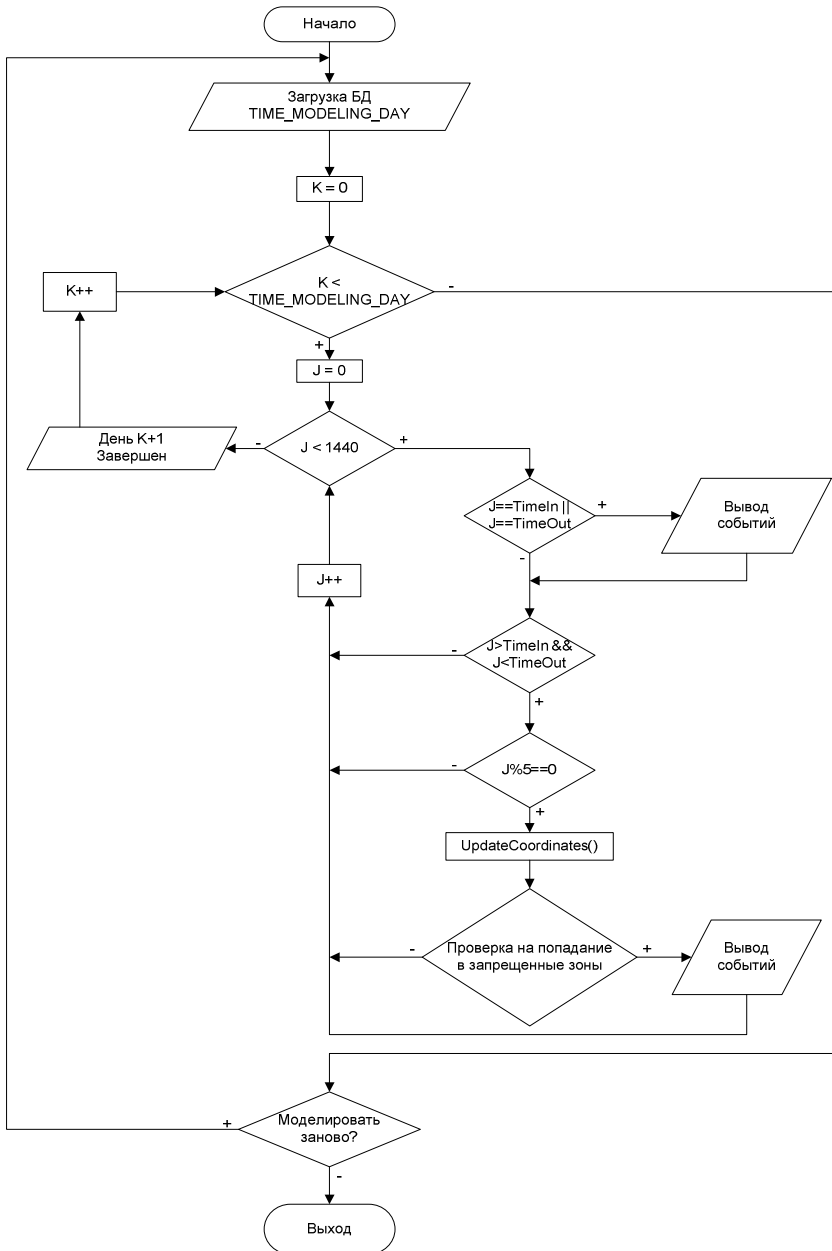 Начало
Загрузка БД
TIME_MODELING_DAY
K = 0
K++
K <
TIME_MODELING_DAY
-
+
J = 0
День K+1
Завершен
-
J < 1440
+
J==TimeIn ||
J==TimeOut
+
Вывод
событий
-
J++
-
J>TimeIn &&
J<TimeOut
+
-
J%5==0
+
UpdateCoordinates()
-
Проверка на попадание
в запрещенные зоны
+
Вывод
событий
+
Моделировать
заново?
-
Выход